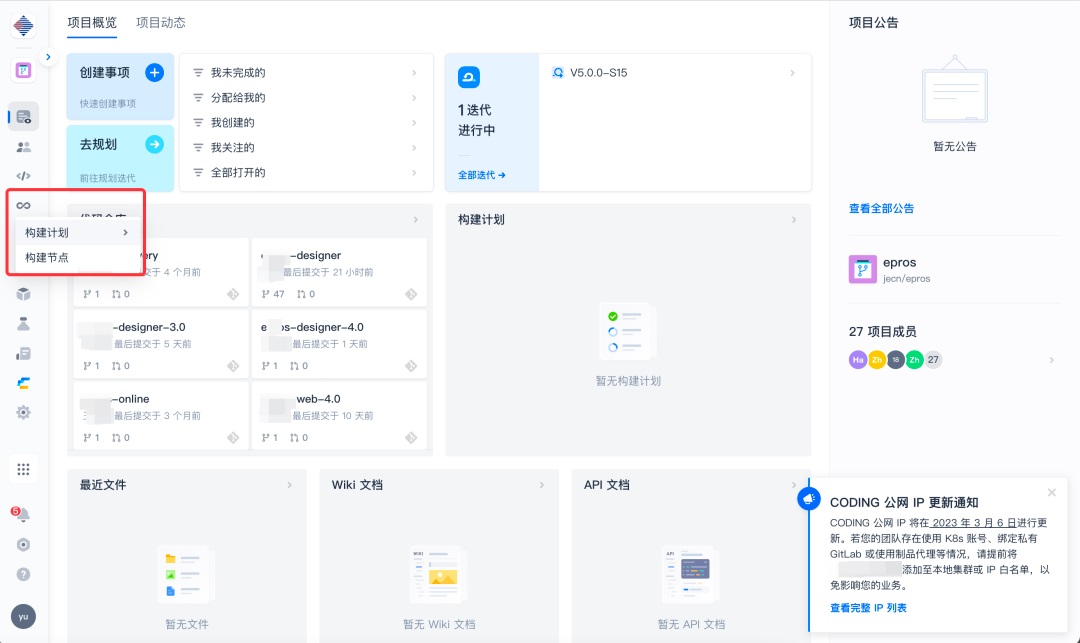 项目概览
项目动态
创建事项
快速创建事项
去规划
前往规划迭代
我未完成的
分配给我的
我创建的
我关注的
全部打开的
1 迭代
进行中
全部迭代
V5.0.0-S15
构建计划
构建节点
最后提交于 4 个月前
1
0
-designer
最后提交于 21 小时前
47
0
-designer-3.0
最后提交于 5 天前
1
0
-designer-4.0
最后提交于 1 天前
1
0
-online
最后提交于 3 个月前
1
0
web-4.0
最后提交于 10 天前
1
0
构建计划
暂无构建计划
最近文件
暂无文件
Wiki 文档
WIKI
暂无 Wiki 文档
API 文档
API
暂无 API 文档
项目公告
暂无公告
查看全部公告
epros
jecn/epros
27 项目成员
Ha
Zh
18
Zh
27
CODING 公网 IP 更新通知
CODING 公网 IP 将在 2023 年 3 月 6 日进行更
新。若您的团队存在使用 K8s 账号、绑定私有
GitLab 或使用制品代理等情况，请提前将
添加至本地集群或 IP 白名单，以
免影响您的业务。
查看完整 IP 列表
5
yu